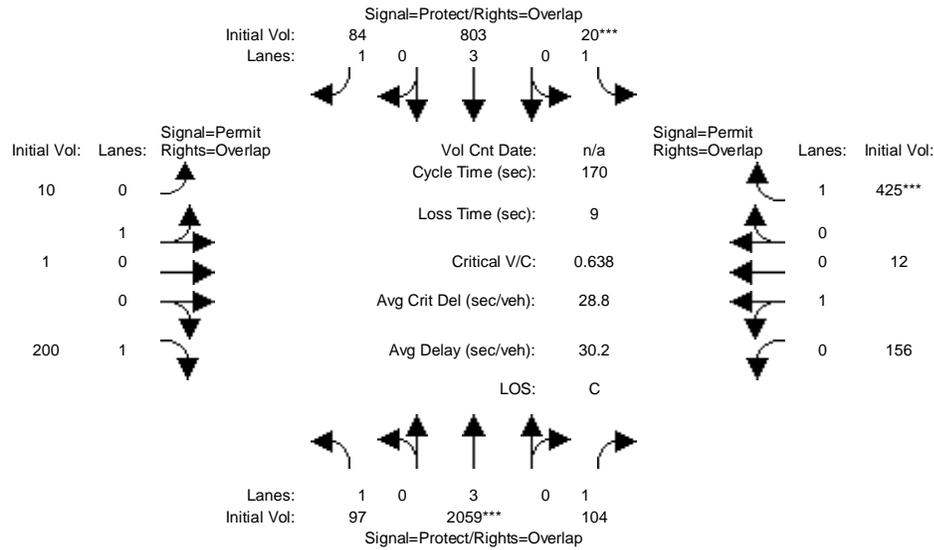 Signal=Protect/Rights=Overlap
Initial Vol: 84 803 20***
Lanes: 1 0 3 0 1
Signal=Permit Signal=Permit
Initial Vol: Lanes: Rights=Overlap Vol Cnt Date: n/a Rights=Overlap Lanes: Initial Vol:
Cycle Time (sec): 170
10 0 1 425***
Loss Time (sec): 9
1 0
1 0 Critical V/C: 0.638 0 12
0 Avg Crit Del (sec/veh): 28.8 1
200 1 Avg Delay (sec/veh): 30.2 0 156
LOS: C
Lanes: 1 0 3 0 1
Initial Vol: 97 2059*** 104
Signal=Protect/Rights=Overlap